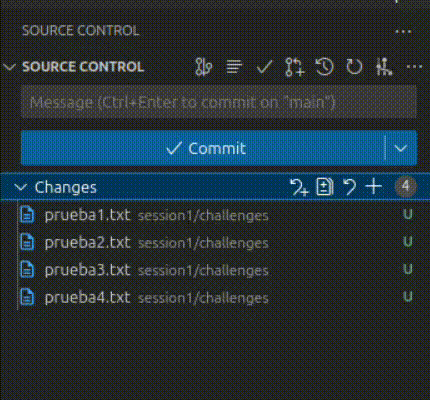 SOURCE CONTROL
SOURCE CONTROL
Message (Ctrl+Enter to commit on "main")
Commit
Changes 4
prueba1.txt session1/challenges U
prueba2.txt session1/challenges U
prueba3.txt session1/challenges U
prueba4.txt session1/challenges U